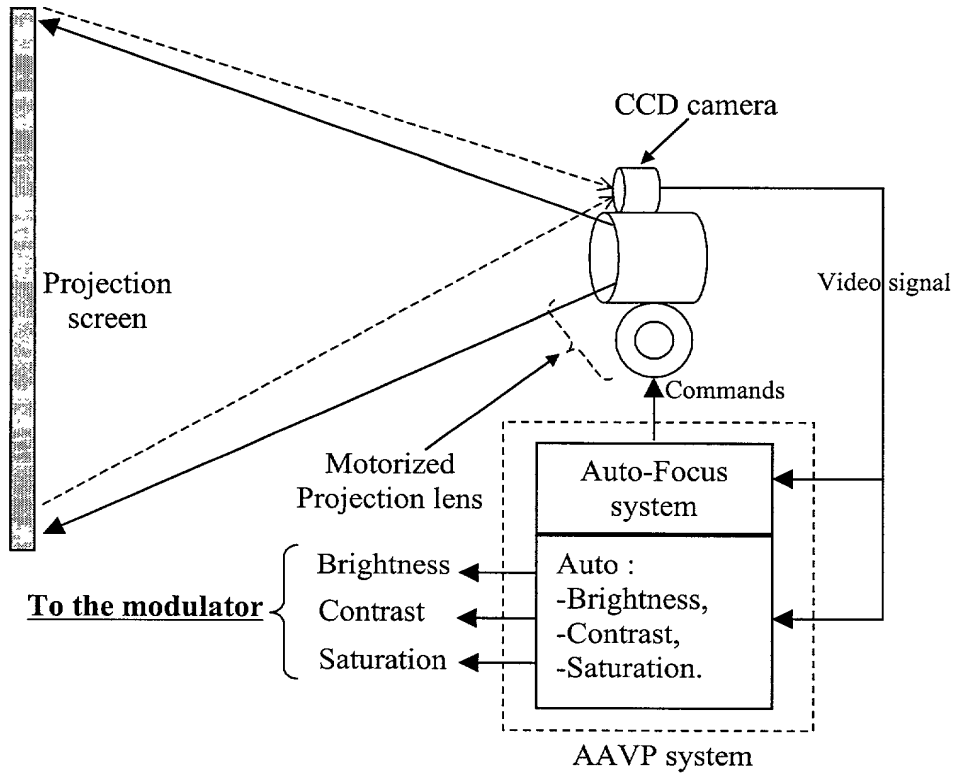 CCD camera
Projection
screen
Video signal
Commands
Motorized
Projection lens
Auto-Focus
system
Brightness
Contrast
Saturation
To the modulator
Auto :
-Brightness,
-Contrast,
-Saturation.
AAVP system